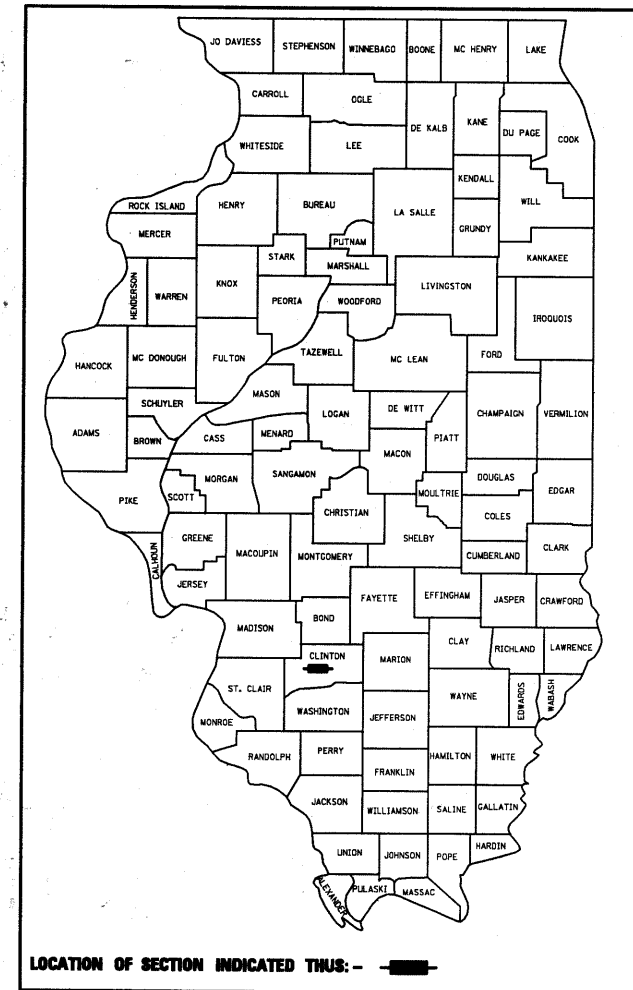 JO DAVIESS
STEPHENSON
WINNEBAGO
BOONE
MC HENRY
LAKE
CARROLL
OGLE
DE KALB
KANE
DU PAGE
COOK
WHITESIDE
LEE
KENDALL
WILL
ROCK ISLAND
HENRY
BUREAU
LA SALLE
GRUNDY
MERCER
PUTNAM
STARK
MARSHALL
KANKAKEE
HENDERSON
WARREN
KNOX
PEORIA
WOODFORD
LIVINGSTON
IROQUOIS
HANCOCK
MC DONOUGH
FULTON
TAZEWELL
MC LEAN
FORD
SCHUYLER
MASON
LOGAN
DE WITT
CHAMPAIGN
VERMILION
ADAMS
BROWN
CASS
MENARD
MACON
PIATT
PIKE
SCOTT
MORGAN
SANGAMON
MOULTRIE
DOUGLAS
EDGAR
CHRISTIAN
COLES
GREENE
CALHOUN
MACOUPIN
MONTGOMERY
SHELBY
CUMBERLAND
CLARK
JERSEY
FAYETTE
EFFINGHAM
JASPER
CRAWFORD
MADISON
BOND
CLINTON
MARION
CLAY
RICHLAND
LAWRENCE
ST. CLAIR
WAYNE
EDWARDS
WABASH
MONROE
WASHINGTON
JEFFERSON
RANDOLPH
PERRY
HAMILTON
WHITE
FRANKLIN
JACKSON
WILLIAMSON
SALINE
GALLATIN
UNION
JOHNSON
POPE
HARDIN
ALEXANDER
PULASKI
MASSAC
LOCATION OF SECTION INDICATED THUS: -